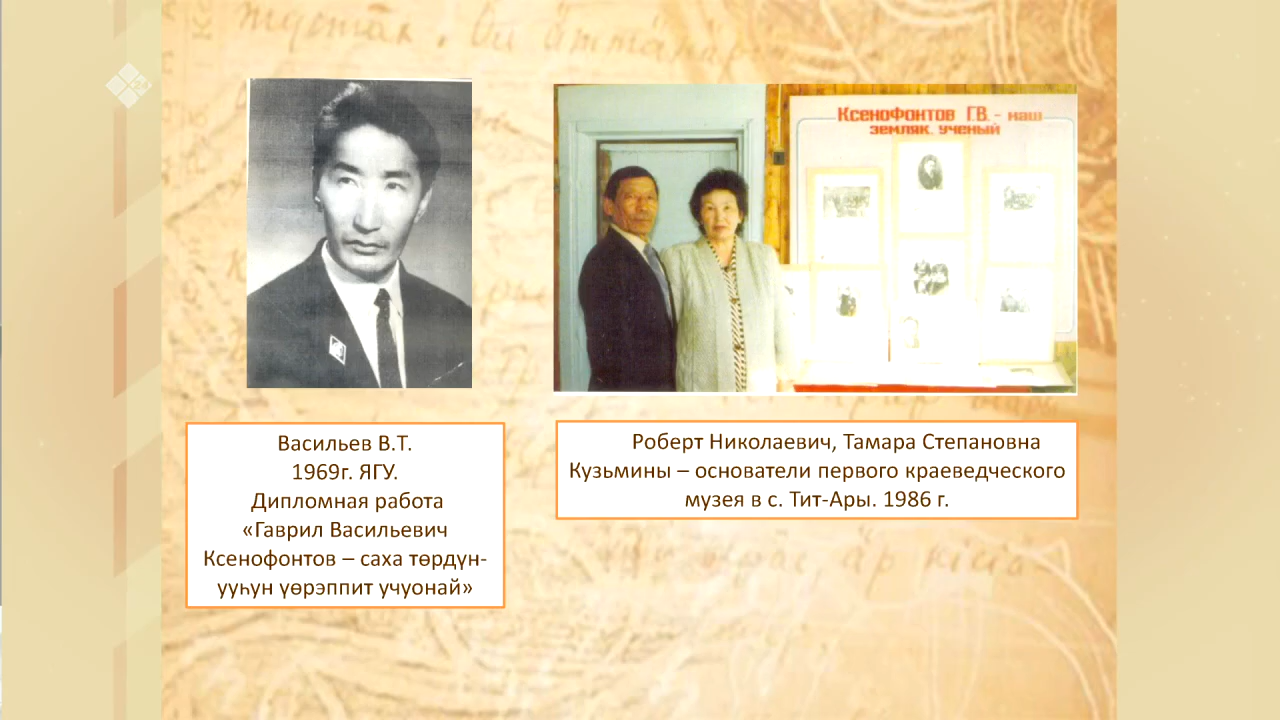 Ксенофонтов Г.В. - наш
земляк, ученый
Васильев В.Т.
1969г. ЯГУ.
Дипломная работа
«Гаврил Васильевич
Ксенофонтов – саха төрдүн-
ууһун үөрэппит учуонай»
Роберт Николаевич, Тамара Степановна
Кузьмины – основатели первого краеведческого
музея в с. Тит-Ары. 1986 г.